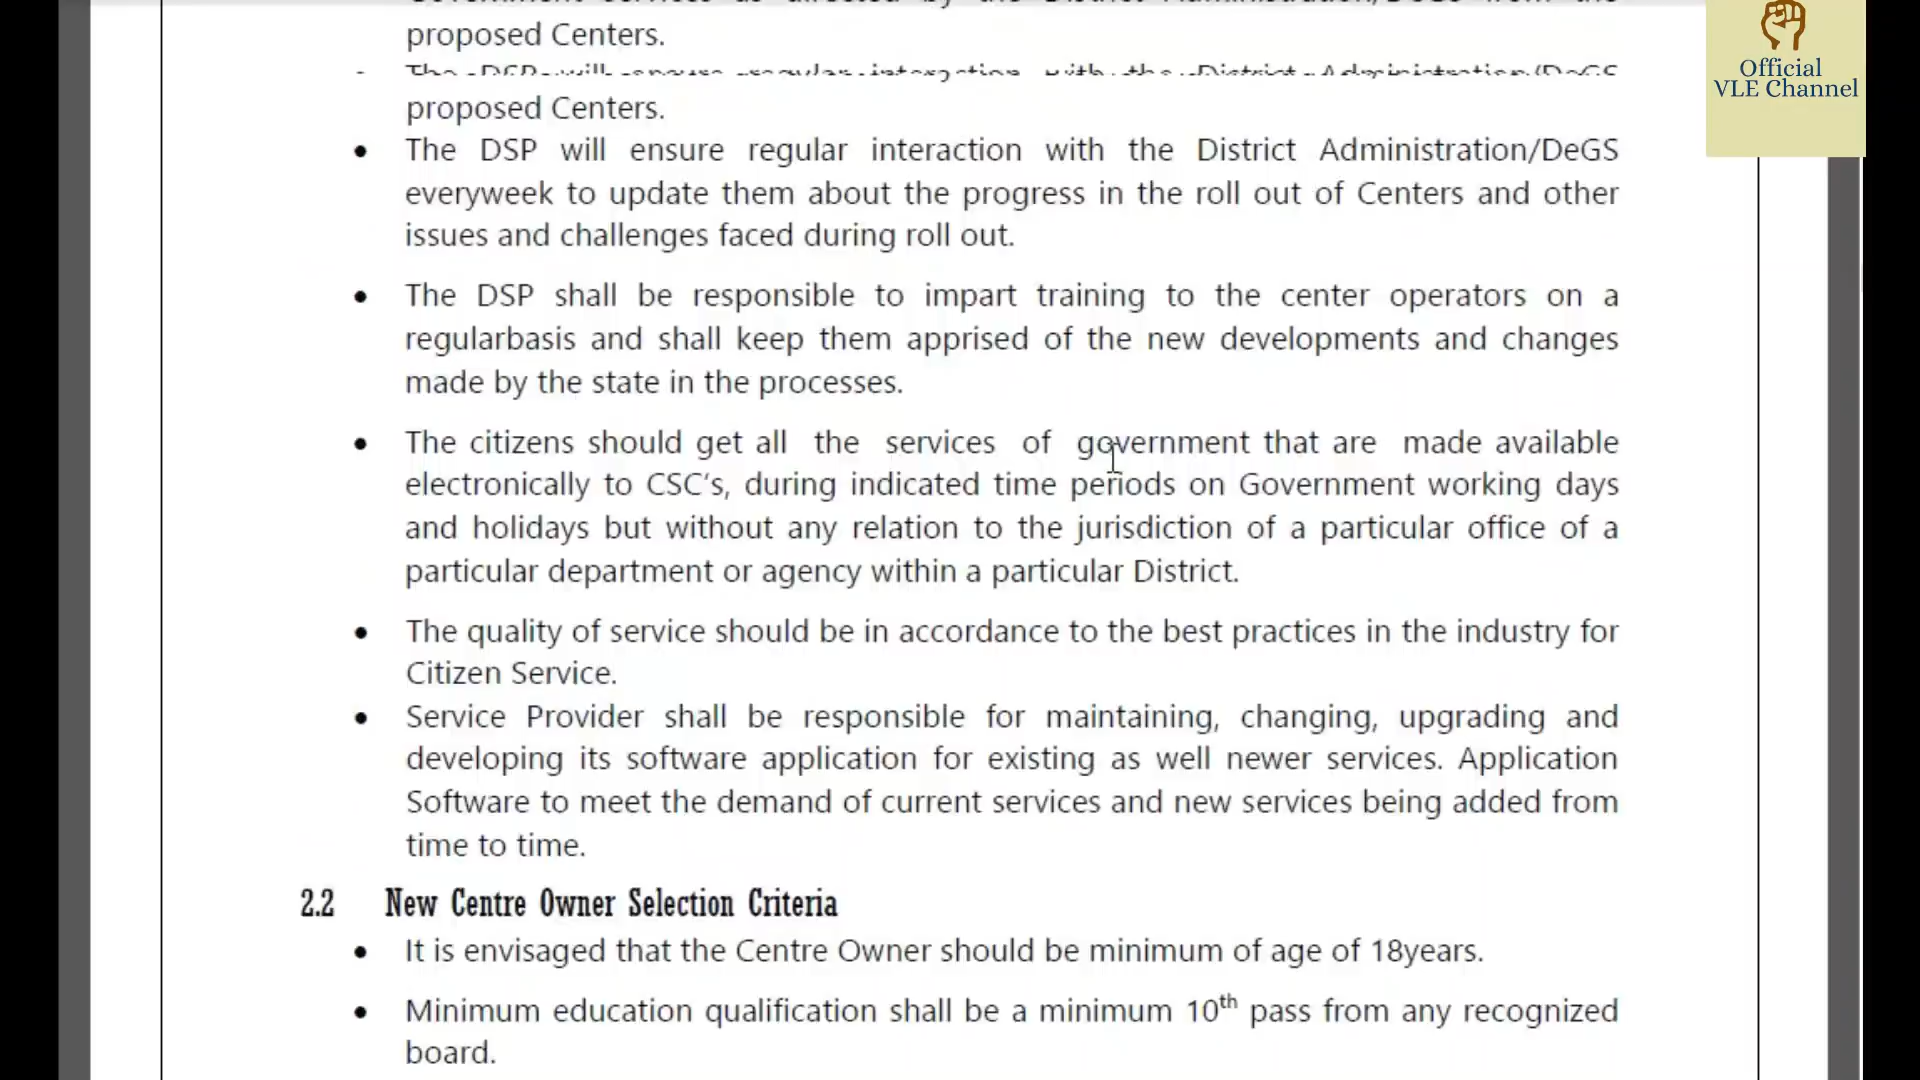 proposed Centers.
proposed Centers.
• The DSP will ensure regular interaction with the District Administration/DeGS
everyweek to update them about the progress in the roll out of Centers and other
issues and challenges faced during roll out.
• The DSP shall be responsible to impart training to the center operators on a
regularbasis and shall keep them apprised of the new developments and changes
made by the state in the processes.
• The citizens should get all the services of government that are made available
electronically to CSC's, during indicated time periods on Government working days
and holidays but without any relation to the jurisdiction of a particular office of a
particular department or agency within a particular District.
• The quality of service should be in accordance to the best practices in the industry for
Citizen Service.
• Service Provider shall be responsible for maintaining, changing, upgrading and
developing its software application for existing as well newer services. Application
Software to meet the demand of current services and new services being added from
time to time.
2.2 New Centre Owner Selection Criteria
• It is envisaged that the Centre Owner should be minimum of age of 18years.
• Minimum education qualification shall be a minimum 10th pass from any recognized
board.
Official
VLE Channel